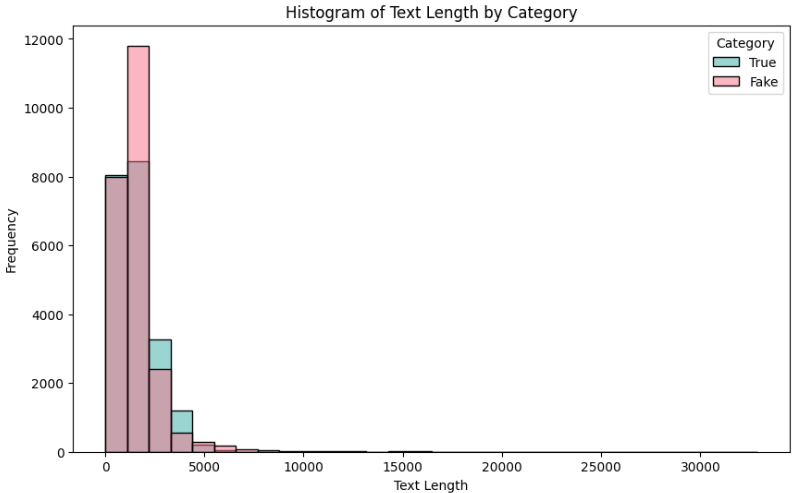 Histogram of Text Length by Category
Category
True
Fake
12000
10000
8000
6000
4000
2000
0
Frequency
0 5000 10000 15000 20000 25000 30000
Text Length